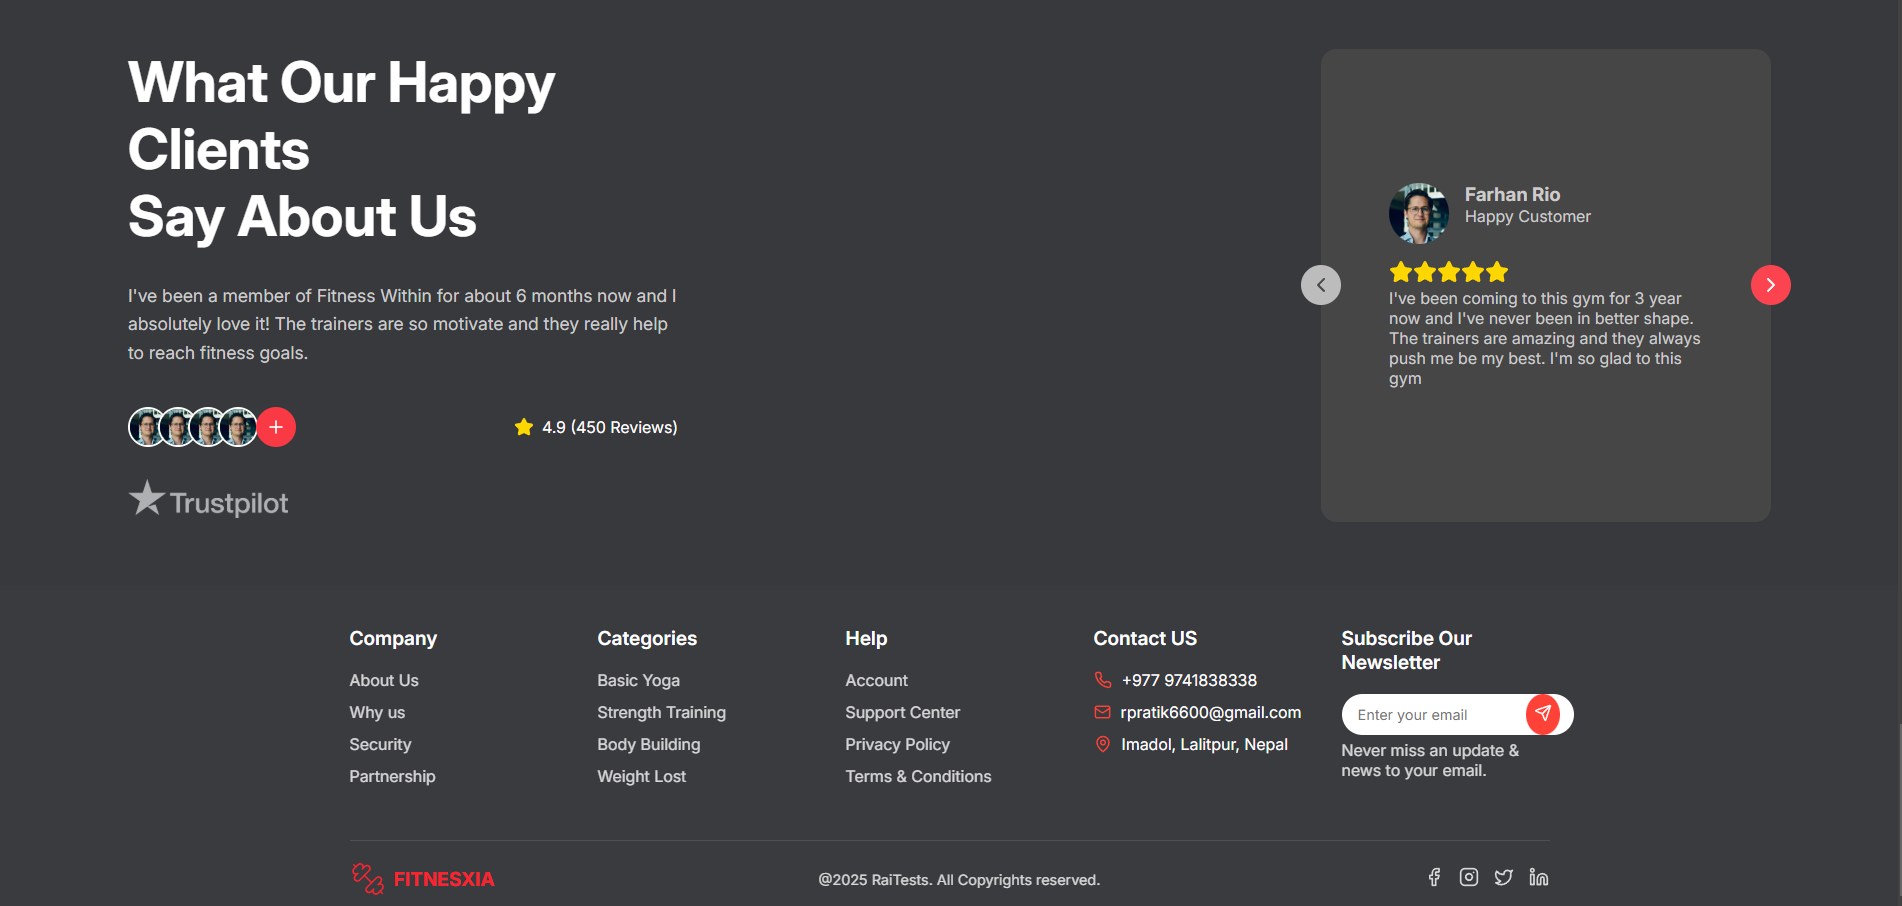 What Our Happy
Clients
Say About Us
I've been a member of Fitness Within for about 6 months now and I
absolutely love it! The trainers are so motivate and they really help
to reach fitness goals.
4.9 (450 Reviews)
Trustpilot
Farhan Rio
Happy Customer
I've been coming to this gym for 3 year
now and I've never been in better shape.
The trainers are amazing and they always
push me be my best. I'm so glad to this
gym
Company
About Us
Why us
Security
Partnership
Categories
Basic Yoga
Strength Training
Body Building
Weight Lost
Help
Account
Support Center
Privacy Policy
Terms & Conditions
Contact US
+977 9741838338
rpratik6600@gmail.com
Imadol, Lalitpur, Nepal
Subscribe Our
Newsletter
Enter your email
Never miss an update &
news to your email.
FITNESXIA
@2025 RaiTests. All Copyrights reserved.